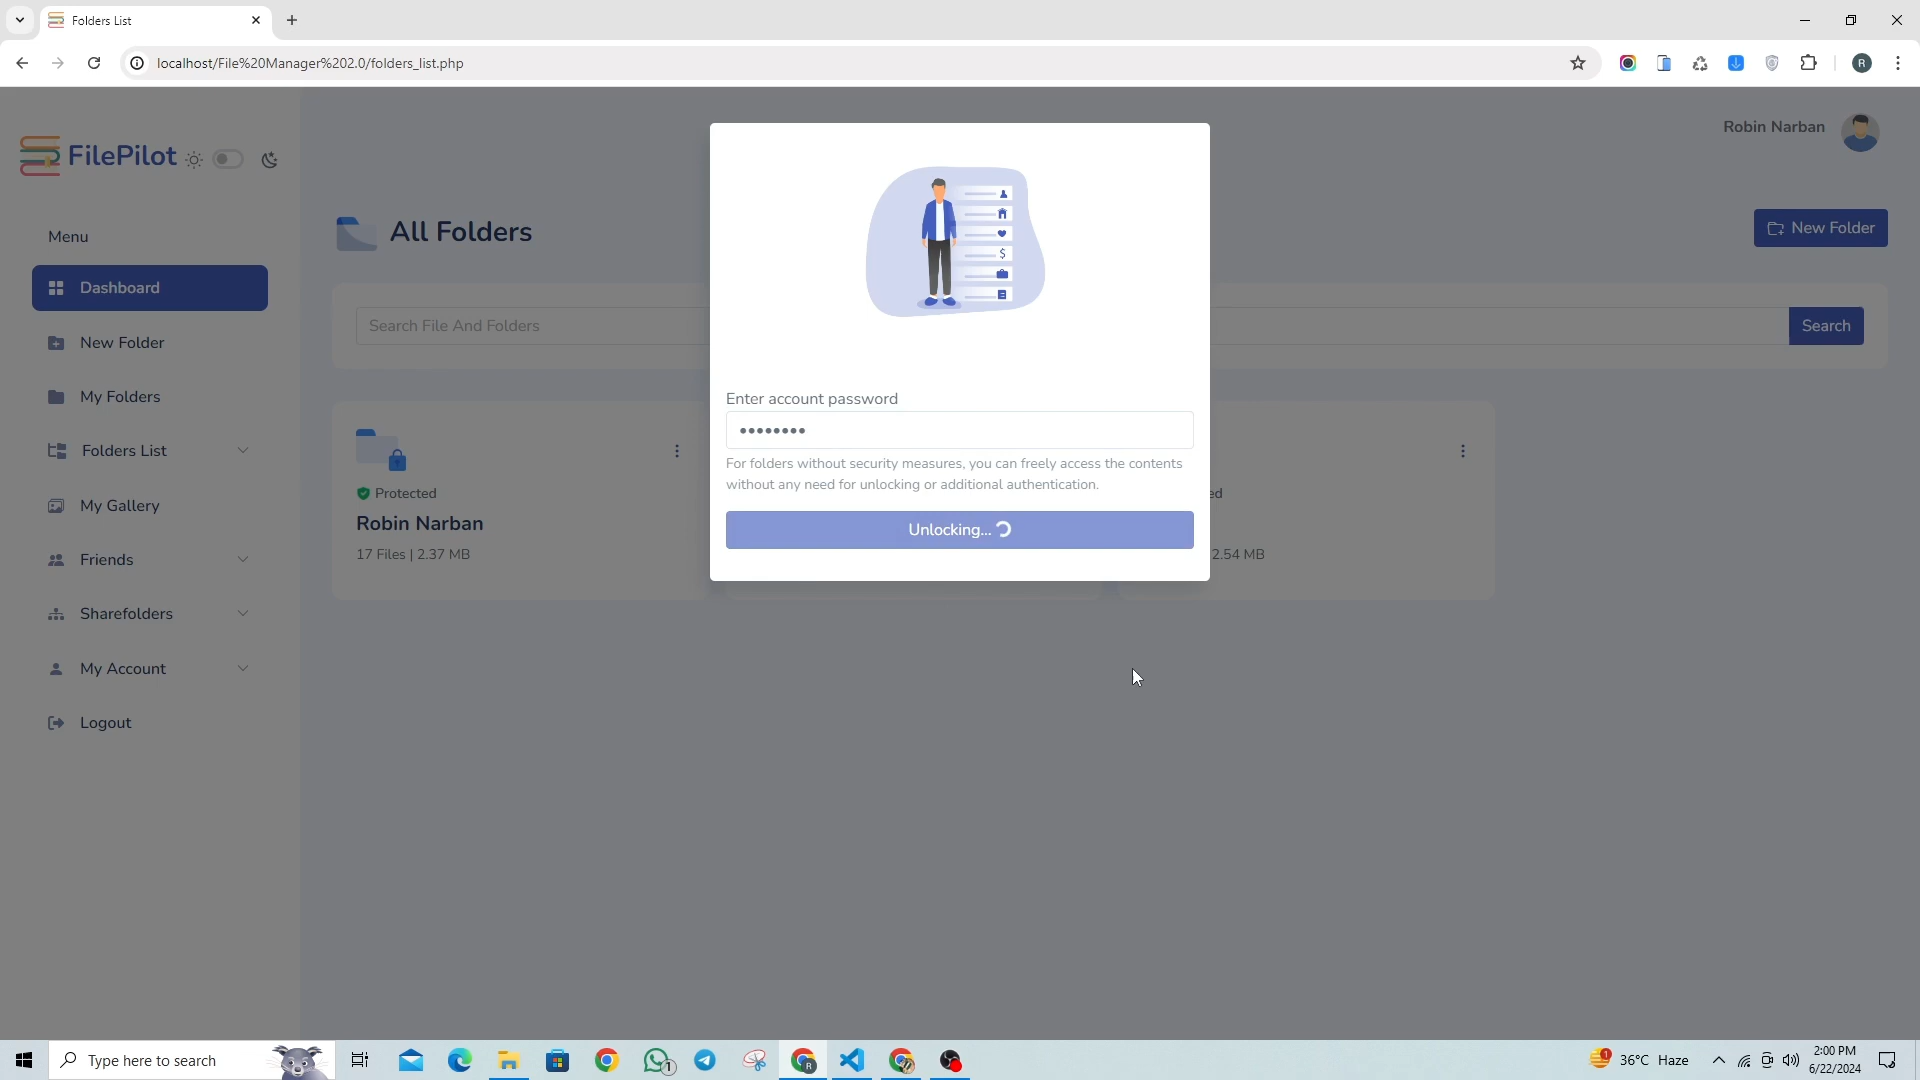 Folders List
localhost/File%20Manager%202.0/folders_list.php
R
FilePilot
Robin Narban
Menu
Dashboard
New Folder
My Folders
Folders List
My Gallery
Friends
Sharefolders
My Account
Logout
All Folders
New Folder
Search File And Folders
Search
Protected
Robin Narban
17 Files | 2.37 MB
ed
2.54 MB
$
Enter account password
For folders without security measures, you can freely access the contents
without any need for unlocking or additional authentication.
Unlocking...
Type here to search
1
R
1
36°C Haze
2:00 PM
6/22/2024